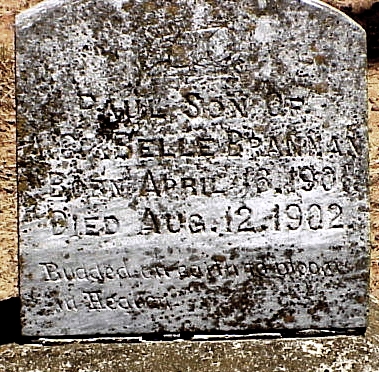 PAUL SON OF
BELLE BRANNAN
BORN APRIL 16, 190
DIED AUG. 12, 1902
Budded on earth to bloom
in Heaven